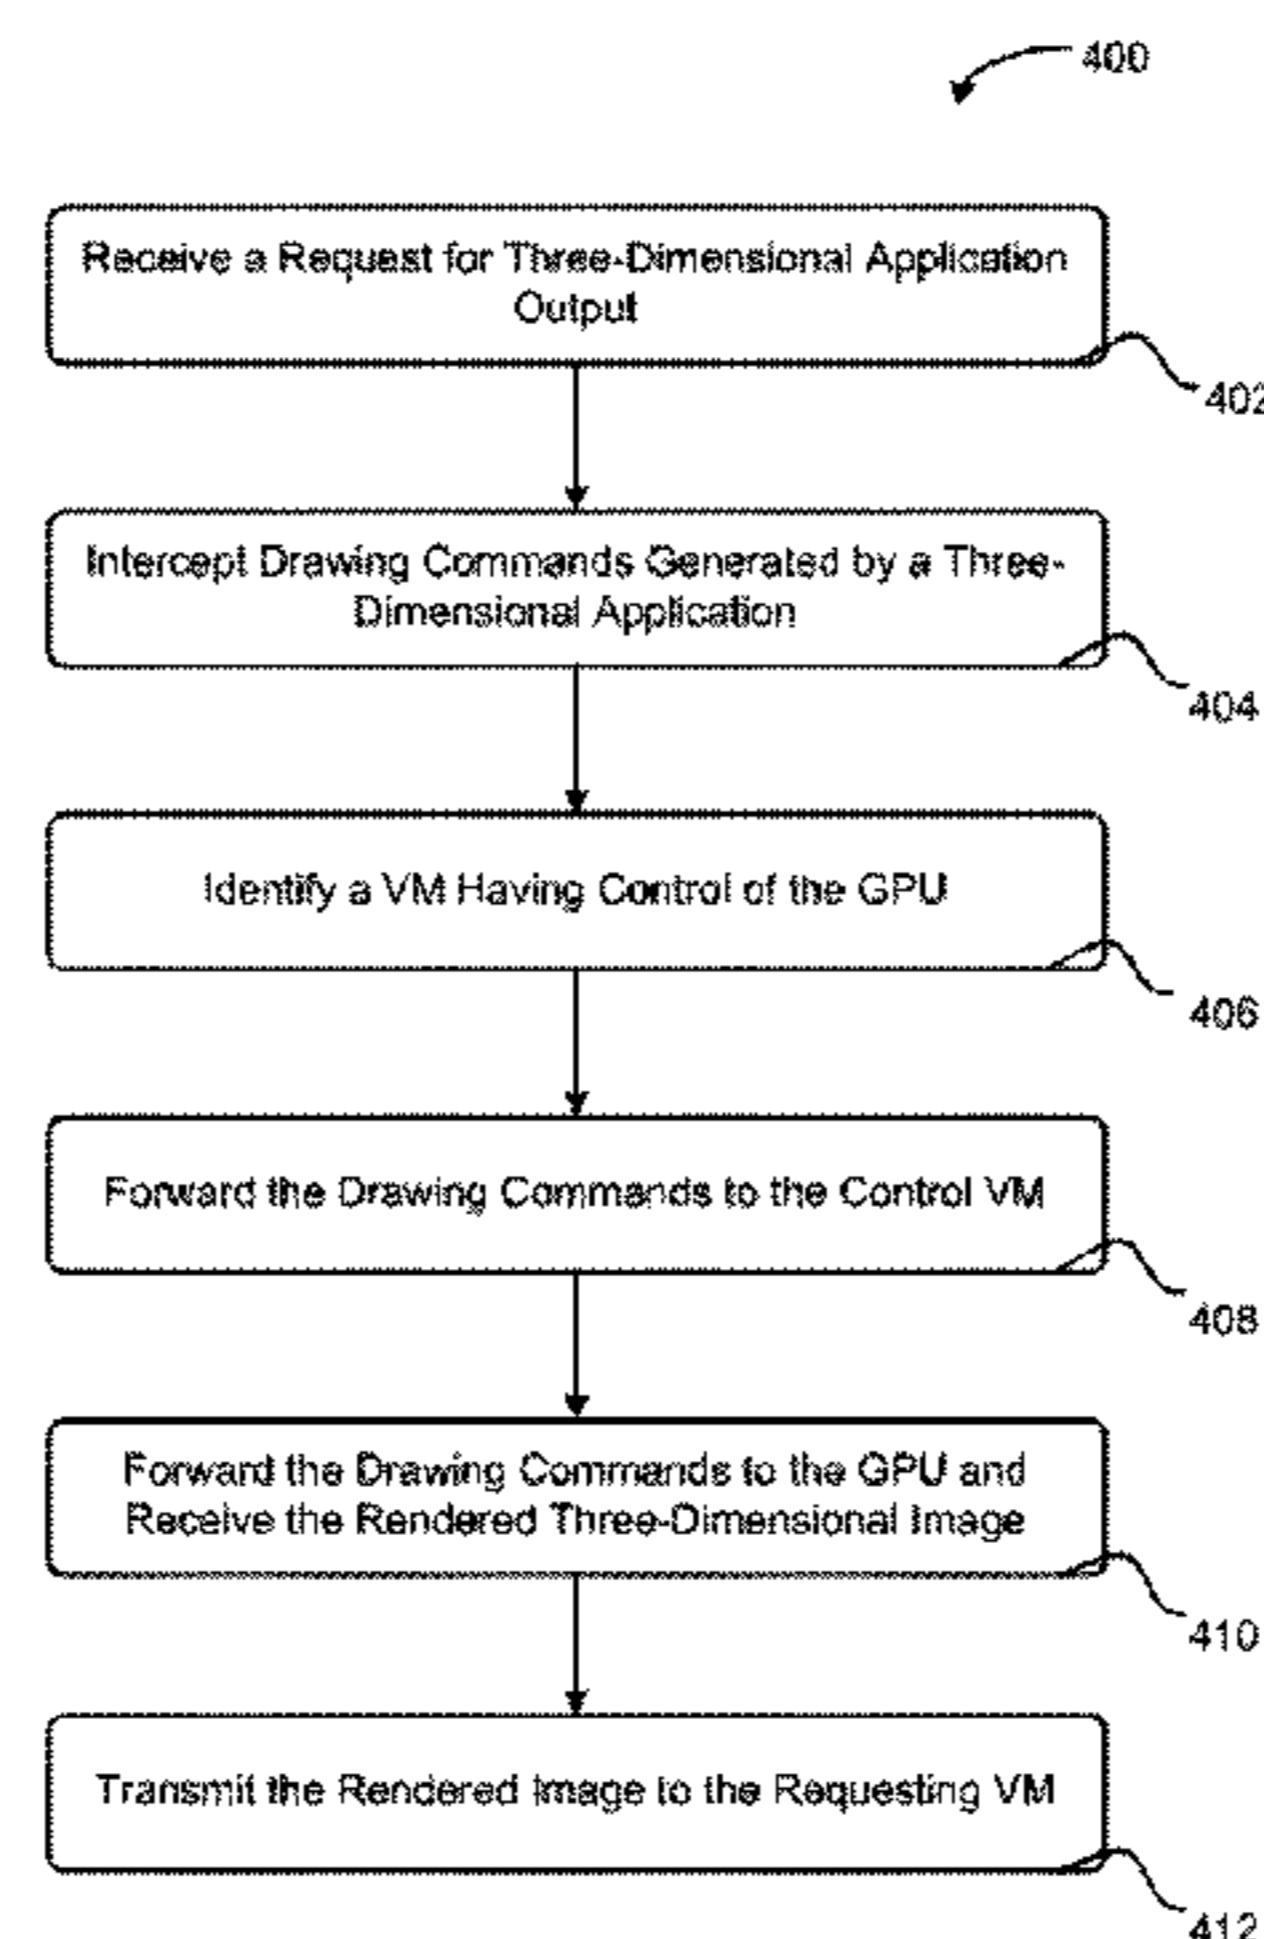 400
Receive a Request for Three-Dimensional Application
Output
402
Intercept Drawing Commands Generated by a Three-
Dimensional Application
404
Identify a VM Having Control of the GPU
406
Forward the Drawing Commands to the Control VM
408
Forward the Drawing Commands to the GPU and
Receive the Rendered Three-Dimensional Image
410
Transmit the Rendered Image to the Requesting VM
412